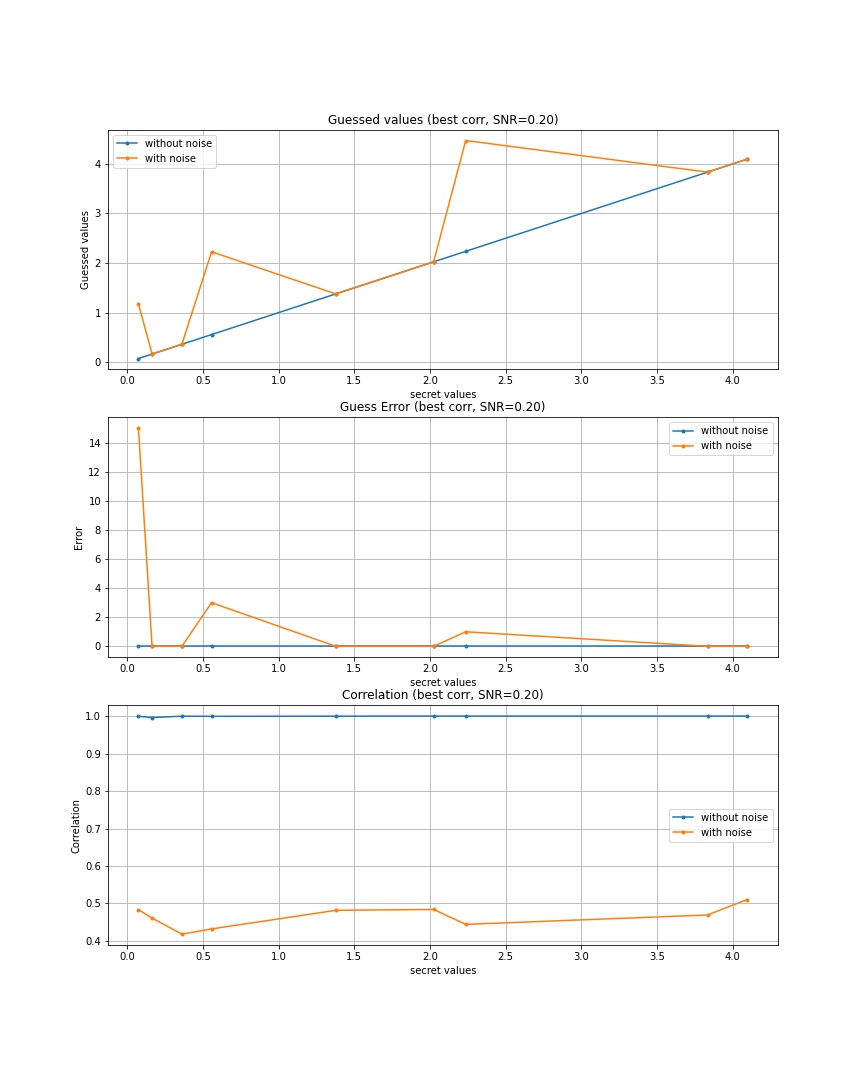 Guessed values (best corr, SNR=0.20)
without noise
with noise
4
3
2
1
0
Guessed values
0.0 0.5 1.0 1.5 2.0 2.5 3.0 3.5 4.0
secret values
Guess Error (best corr, SNR=0.20)
without noise
with noise
14
12
10
8
6
4
2
0
Error
0.0 0.5 1.0 1.5 2.0 2.5 3.0 3.5 4.0
secret values
Correlation (best corr, SNR=0.20)
1.0
0.9
0.8
0.7
0.6
0.5
0.4
Correlation
without noise
with noise
0.0 0.5 1.0 1.5 2.0 2.5 3.0 3.5 4.0
secret values